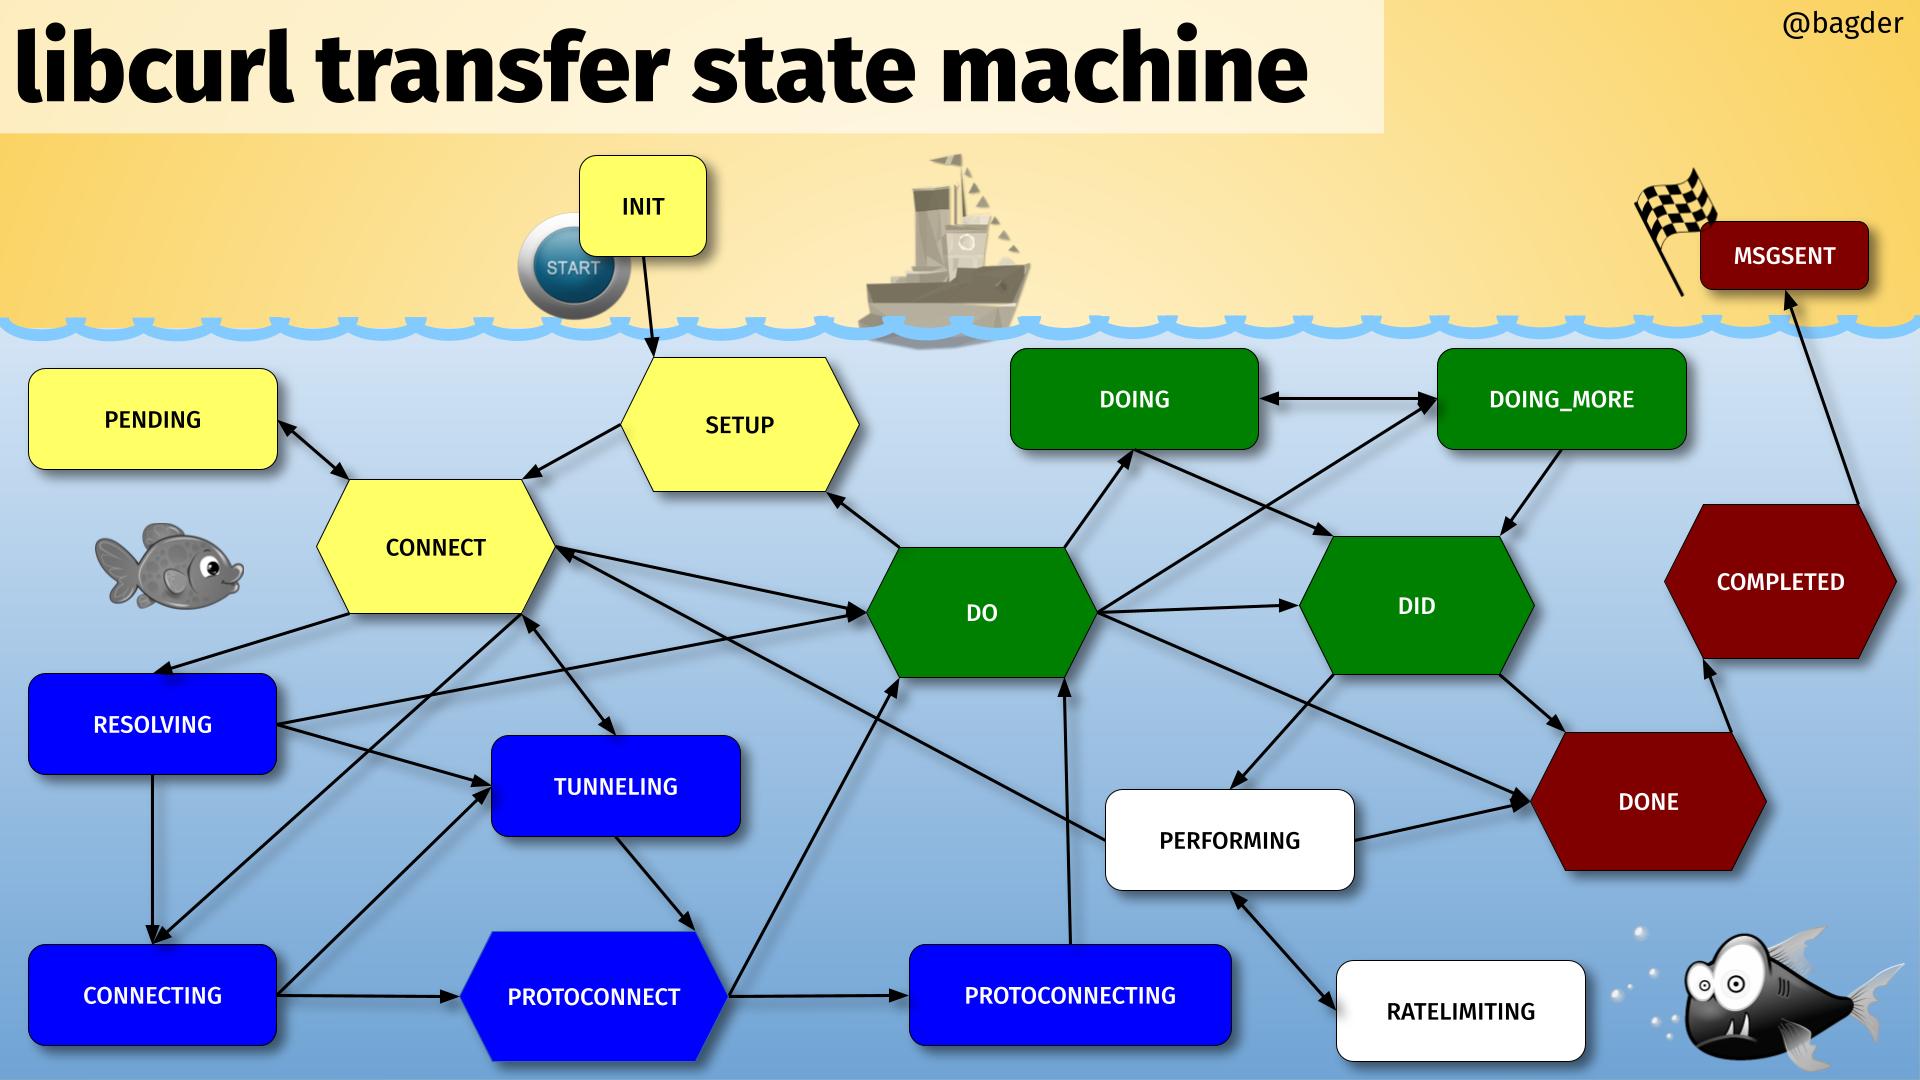 libcurl transfer state machine
@bagder
INIT
START
MSGSENT
PENDING
SETUP
DOING
DOING_MORE
CONNECT
DO
DID
COMPLETED
RESOLVING
TUNNELING
PERFORMING
DONE
CONNECTING
PROTOCONNECT
PROTOCONNECTING
RATELIMITING